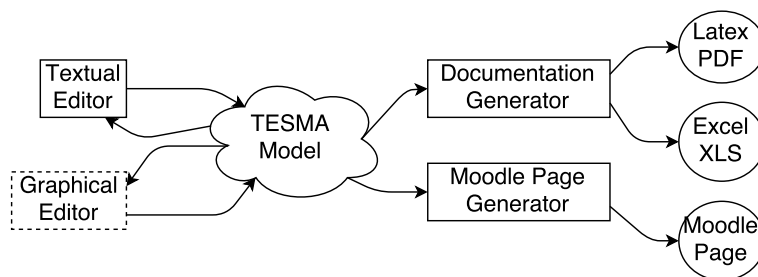 Textual
Editor
Graphical
Editor
TESMA
Model
Documentation
Generator
Moodle Page
Generator
Latex
PDF
Excel
XLS
Moodle
Page